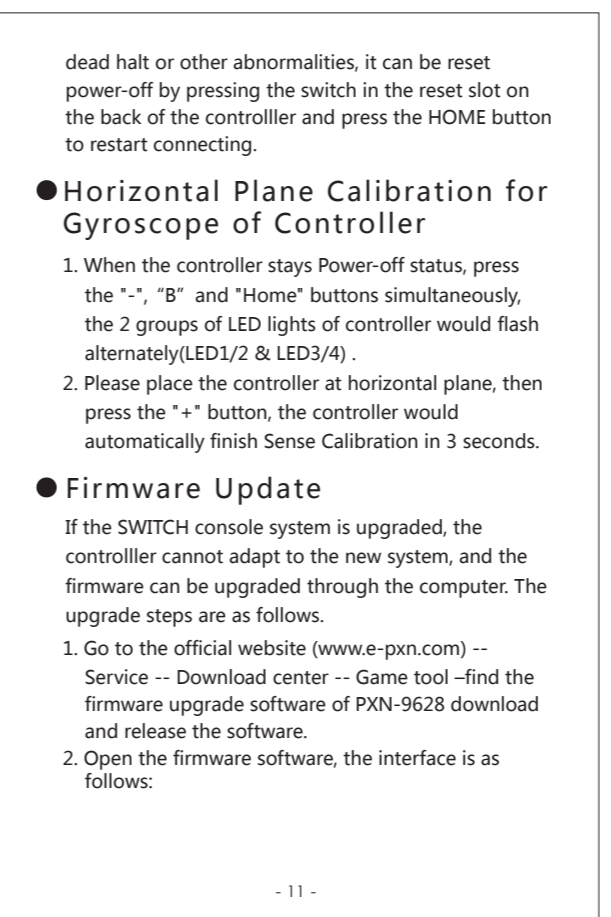 dead halt or other abnormalities, it can be reset
power-off by pressing the switch in the reset slot on
the back of the controlller and press the HOME button
to restart connecting.
●Horizontal Plane Calibration for
Gyroscope of Controller
1. When the controller stays Power-off status, press
the "-", “B” and "Home" buttons simultaneously,
the 2 groups of LED lights of controller would flash
alternately(LED1/2 & LED3/4) .
2. Please place the controller at horizontal plane, then
press the "+" button, the controller would
automatically finish Sense Calibration in 3 seconds.
● Firmware Update
If the SWITCH console system is upgraded, the
controlller cannot adapt to the new system, and the
firmware can be upgraded through the computer. The
upgrade steps are as follows.
1. Go to the official website (www.e-pxn.com) --
Service -- Download center -- Game tool –find the
firmware upgrade software of PXN-9628 download
and release the software.
2. Open the firmware software, the interface is as
follows:
- 11 -